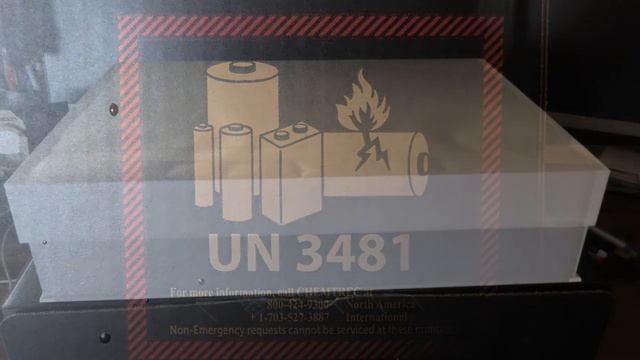 UN 3481
For more information, call CHEMTREC at
800-424-9300 North America
+ 1-703-527-3887 International
Non-Emergency requests cannot be serviced at these numbers